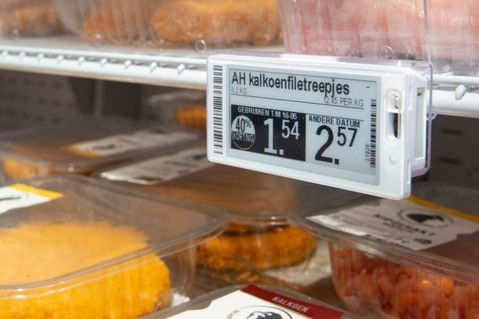 AH kalkoenfiletreepjes
0.2 KG
12.85 PER KG
GEBRUIKEN T/M 16-05
ANDERE DATUM
40%
KORTING
1.54
2.57
21928
KALKOEN